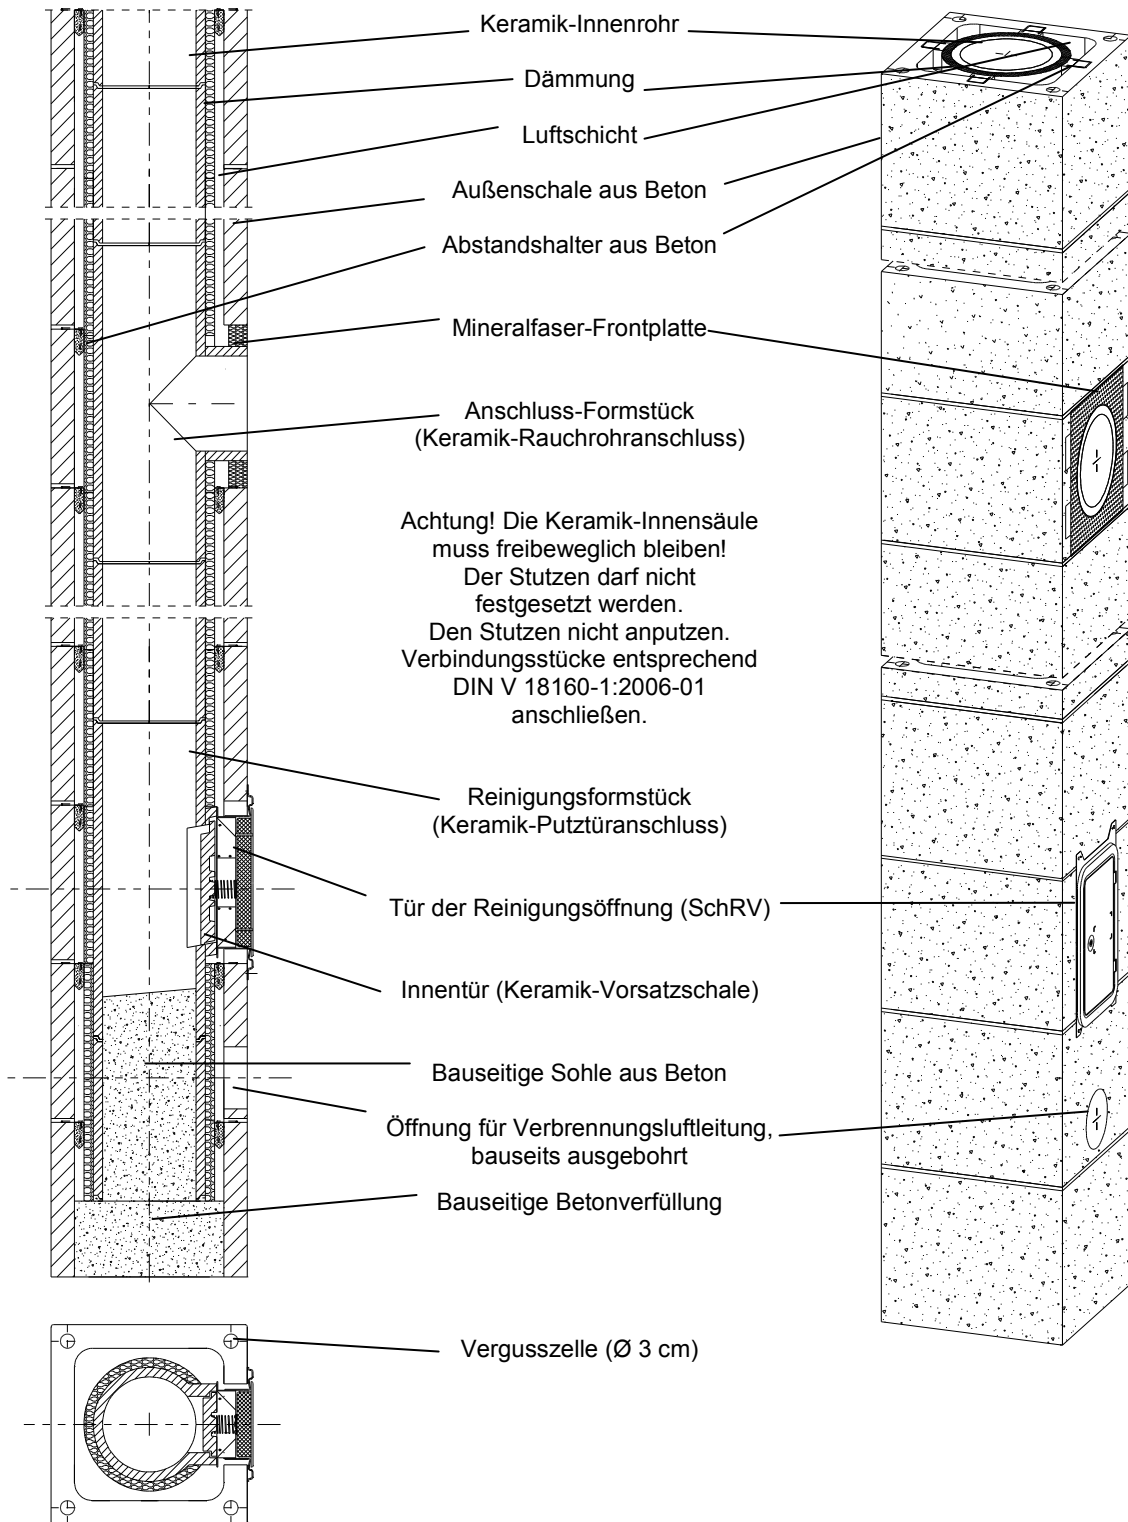 Keramik-Innenrohr
Dämmung
Luftschicht
Außenschale aus Beton
Abstandshalter aus Beton
Mineralfaser-Frontplatte
Anschluss-Formstück
(Keramik-Rauchrohranschluss)
Achtung! Die Keramik-Innensäule
muss freibeweglich bleiben!
Der Stutzen darf nicht
festgesetzt werden.
Den Stutzen nicht anputzen.
Verbindungsstücke entsprechend
DIN V 18160-1:2006-01
anschließen.
Reinigungsformstück
(Keramik-Putztüranschluss)
Tür der Reinigungsöffnung (SchRV)
Innentür (Keramik-Vorsatzschale)
Bauseitige Sohle aus Beton
Öffnung für Verbrennungsluftleitung,
bauseits ausgebohrt
Bauseitige Betonverfüllung
Vergusszelle (Ø 3 cm)